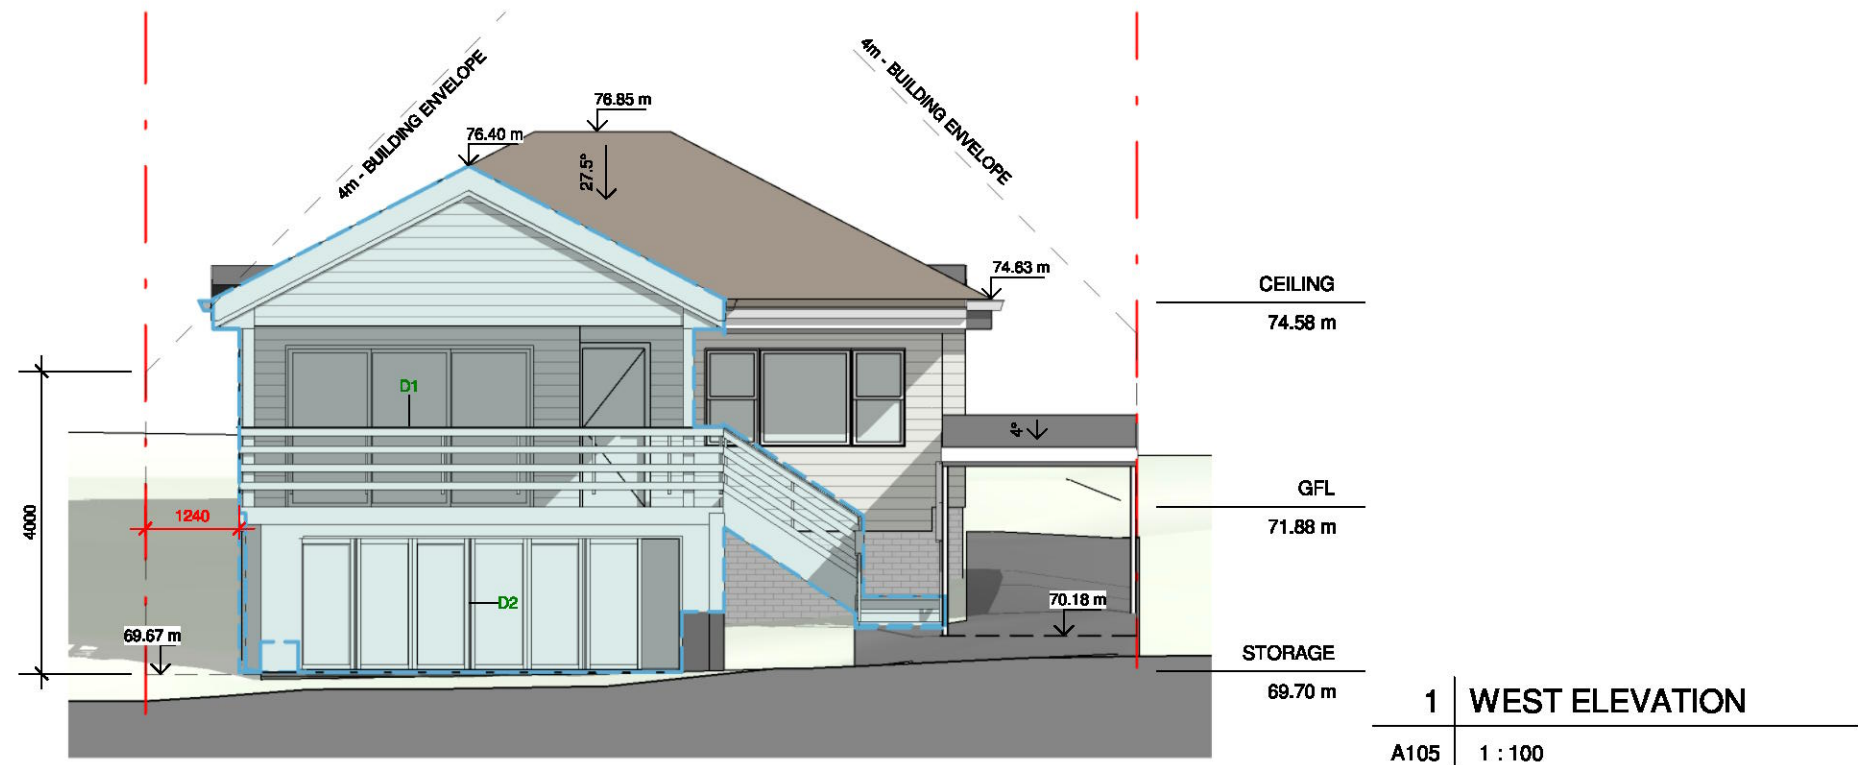 4m - BUILDING ENVELOPE
4m - BUILDING ENVELOPE
76.85 m
76.40 m
27.5°
74.63 m
CEILING
74.58 m
D1
4°
4000
1240
GFL
71.88 m
D2
70.18 m
69.67 m
STORAGE
69.70 m
1 WEST ELEVATION
A105 1 : 100